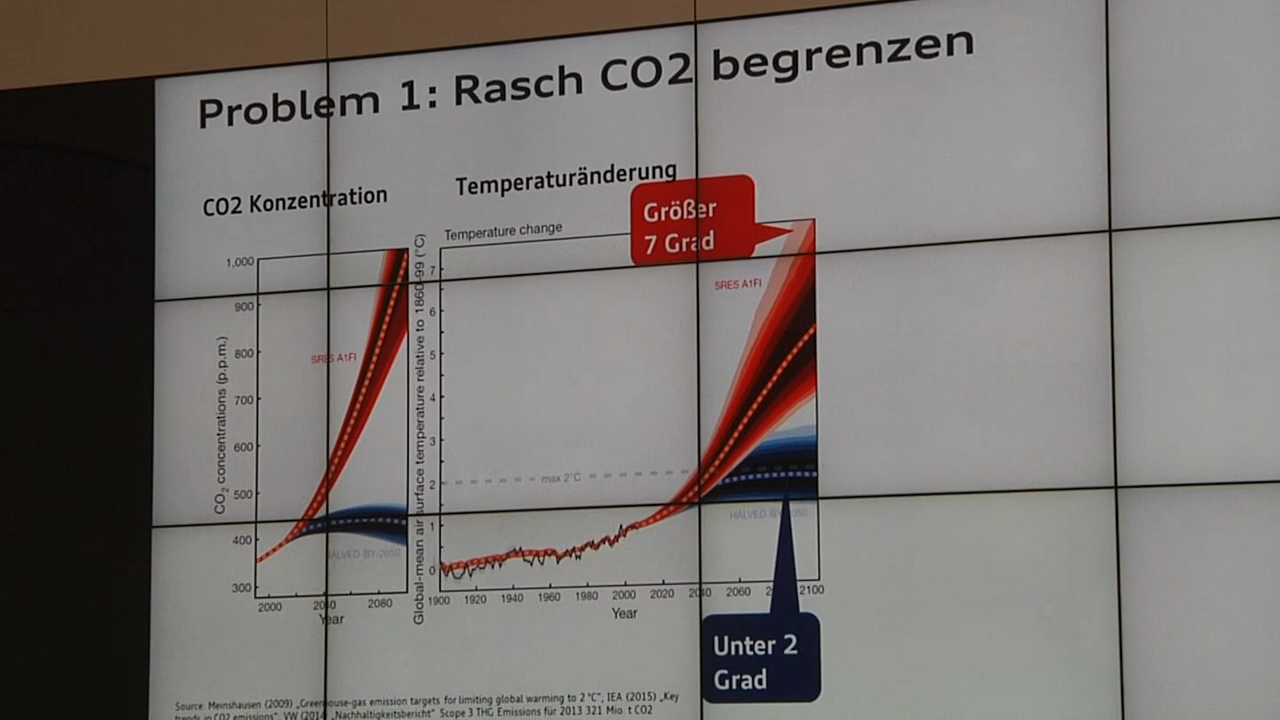 Problem 1: Rasch CO2 begrenzen
CO2 Konzentration
Temperaturänderung
Größer
7 Grad
Temperature change
1,000
900
800
700
600
500
400
300
CO2 concentrations (p.p.m.)
SRES A1FI
HALVED-BY-2050
2000
2040
2080
Year
Global-mean air surface temperature relative to 1860-99 (°C)
7
6
5
4
3
2
1
0
SRES A1FI
max 2°C
HALVED-BY-2050
1900
1920
1940
1960
1980
2000
2020
2040
2060
2100
Year
Unter 2
Grad
Source: Meinshausen (2009) „Greenhouse-gas emission targets for limiting global warming to 2 °C“; IEA (2015) „Key
trends in CO2 emissions“, VW (2014) „Nachhaltigkeitsbericht“ Scope 3 THG Emissions für 2013 321 Mio. t CO2